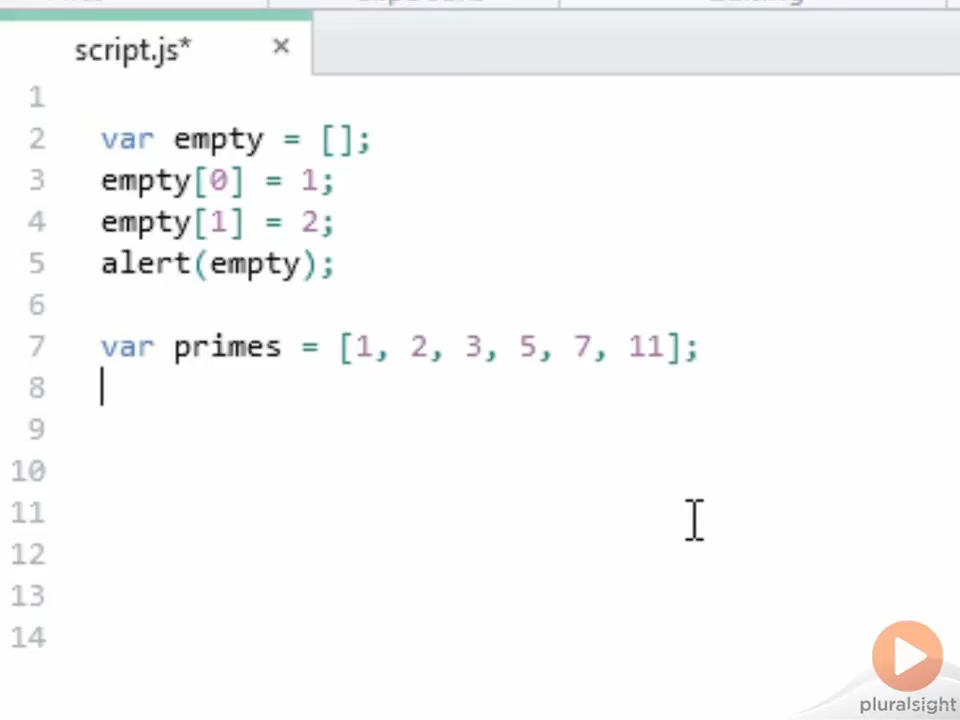 script.js* ×
1
2 var empty = [];
3 empty[0] = 1;
4 empty[1] = 2;
5 alert(empty);
6
7 var primes = [1, 2, 3, 5, 7, 11];
8
9
10
11
12
13
14
pluralsight